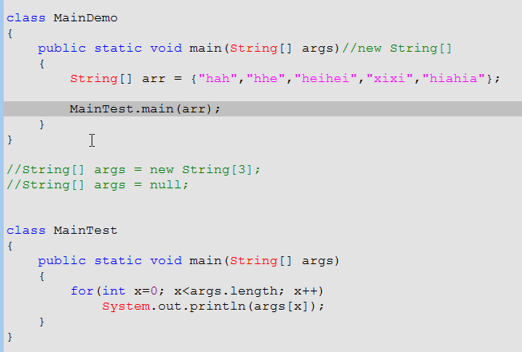 class MainDemo
{
    public static void main(String[] args)//new String[]
    {
        String[] arr = {"hah","hhe","heihei","xixi","hiahia"};
        MainTest.main(arr);
    }
}
//String[] args = new String[3];
//String[] args = null;
class MainTest
{
    public static void main(String[] args)
    {
        for(int x=0; x<args.length; x++)
            System.out.println(args[x]);
    }
}